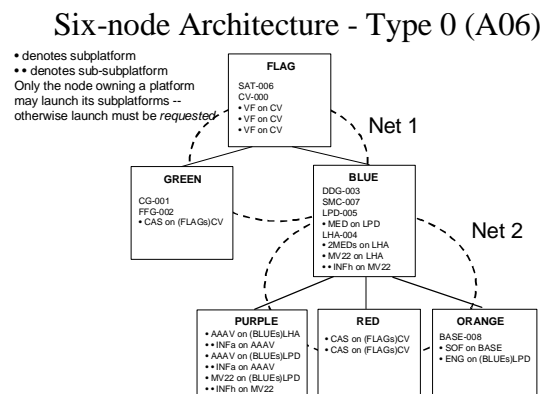 Six-node Architecture - Type 0 (A06)
• denotes subplatform
• • denotes sub-subplatform
Only the node owning a platform
may launch its subplatforms --
otherwise launch must be requested
FLAG
SAT-006
CV-000
• VF on CV
• VF on CV
• VF on CV
Net 1
GREEN
CG-001
FFG-002
• CAS on (FLAGs)CV
BLUE
DDG-003
SMC-007
LPD-005
• MED on LPD
LHA-004
• 2MEDs on LHA
• MV22 on LHA
• • INFh on MV22
Net 2
PURPLE
• AAAV on (BLUEs)LHA
• • INFa on AAAV
• AAAV on (BLUEs)LPD
• • INFa on AAAV
• MV22 on (BLUEs)LPD
• • INFh on MV22
RED
• CAS on (FLAGs)CV
• CAS on (FLAGs)CV
ORANGE
BASE-008
• SOF on BASE
• ENG on (BLUEs)LPD